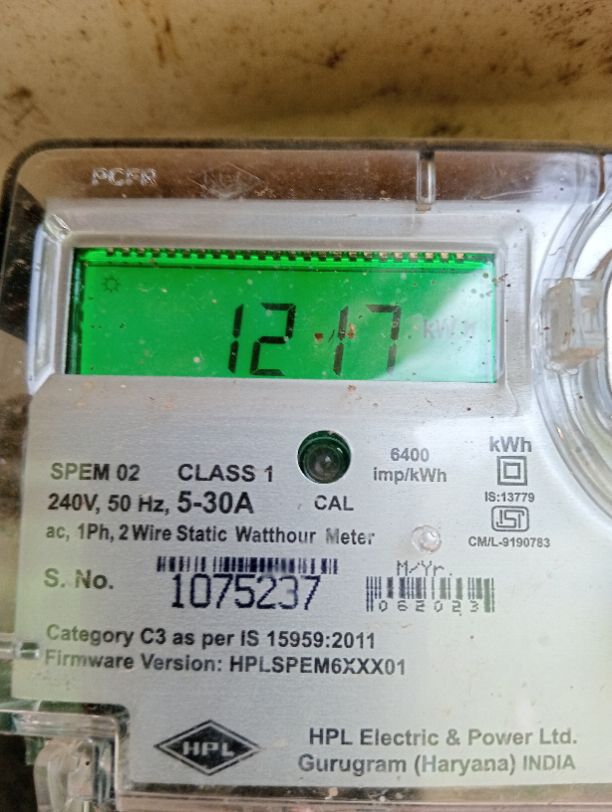 PCFR
1217 kWh
6400
imp/kWh
kWh
SPEM 02 CLASS 1
240V, 50 Hz, 5-30A
CAL
IS:13779
ac, 1Ph, 2 Wire Static Watthour Meter
CM/L-9190783
S. No.
1075237
M/Yr.
062023
Category C3 as per IS 15959:2011
Firmware Version: HPLSPEM6XXX01
HPL
HPL Electric & Power Ltd.
Gurugram (Haryana) INDIA